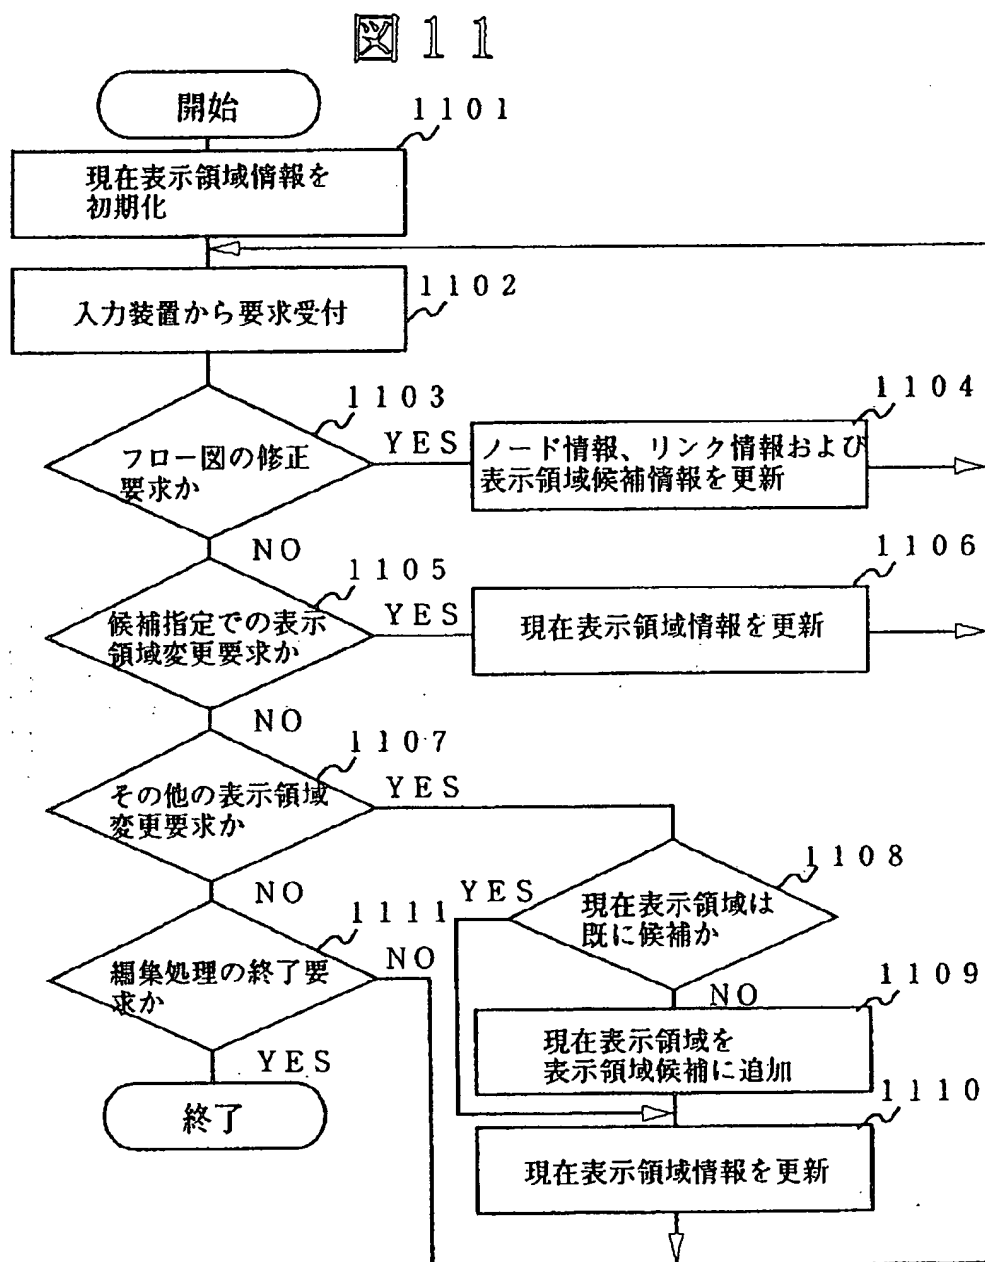 図11
開始
1101
現在表示領域情報を
初期化
1102
入力装置から要求受付
1103
フロー図の修正
要求か
YES
1104
ノード情報、リンク情報および
表示領域候補情報を更新
NO
1105
候補指定での表示
領域変更要求か
YES
1106
現在表示領域情報を更新
NO
1107
その他の表示領域
変更要求か
YES
1108
現在表示領域は
既に候補か
YES
NO
1109
現在表示領域を
表示領域候補に追加
1110
現在表示領域情報を更新
NO
1111
編集処理の終了要
求か
NO
YES
終了